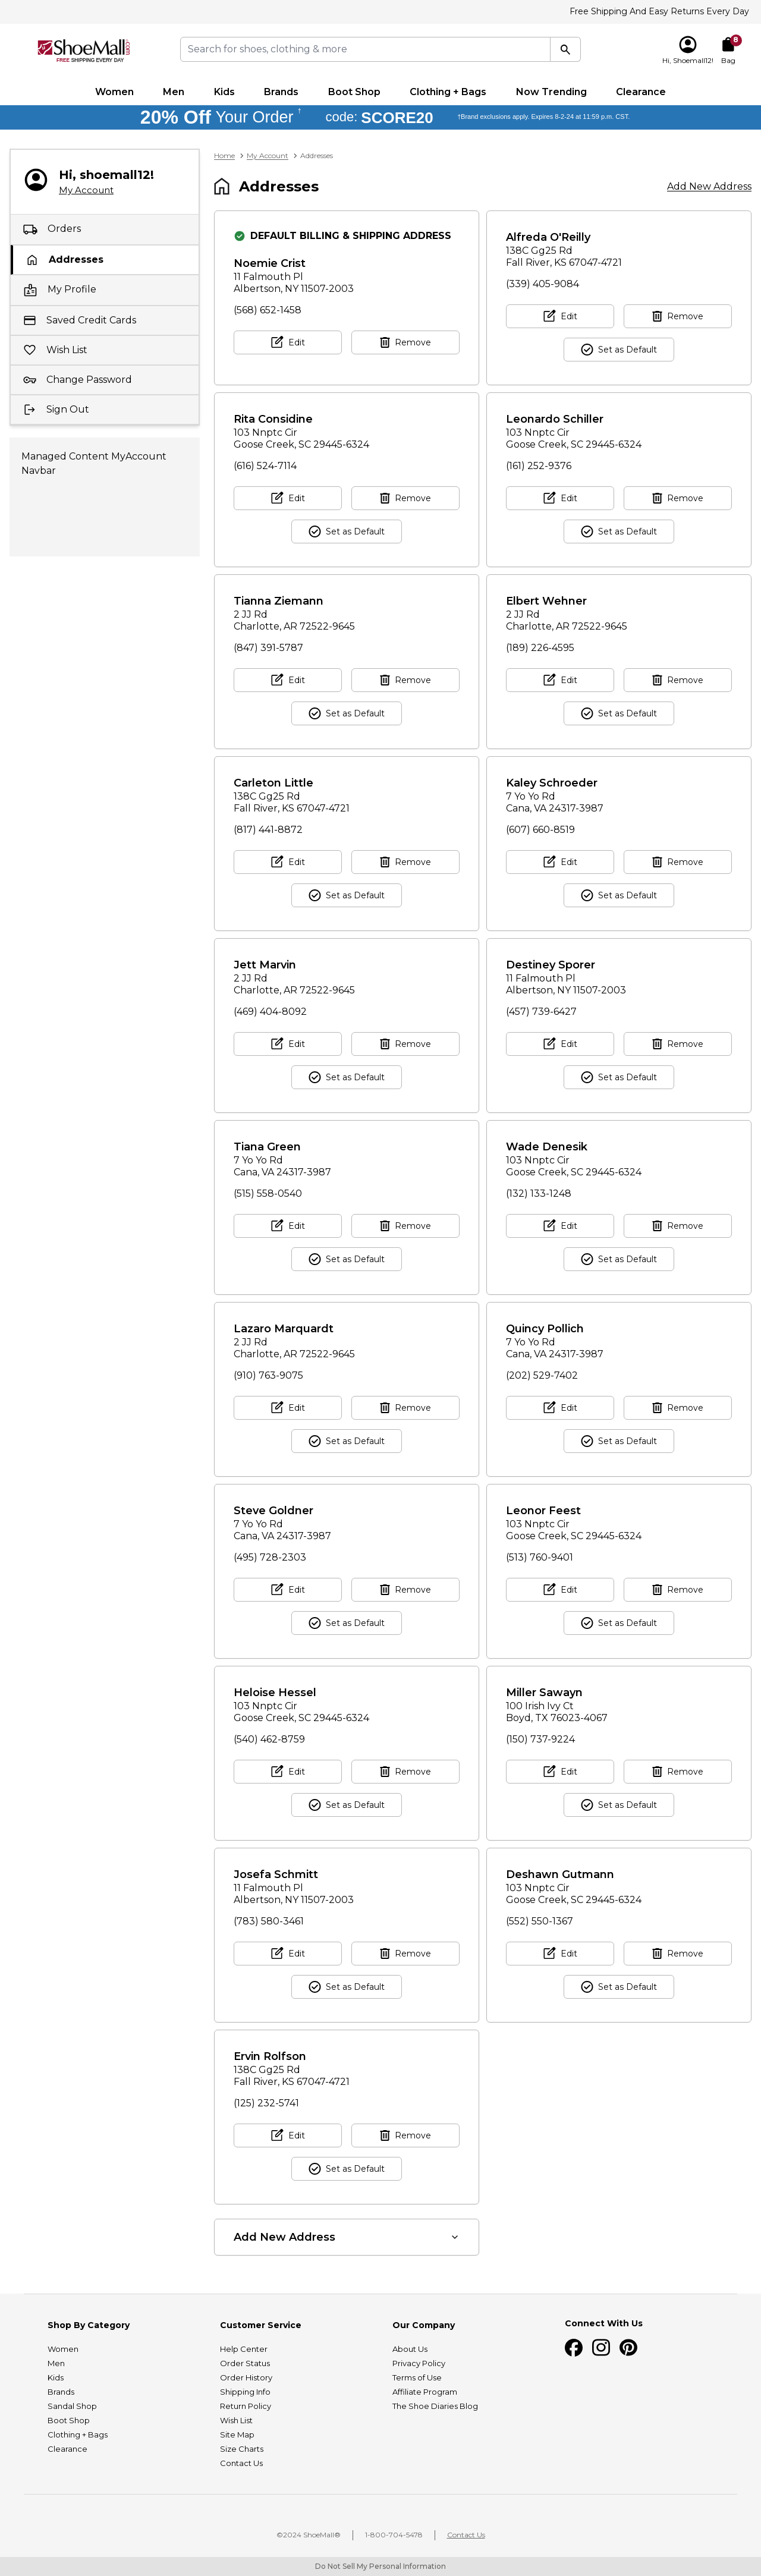 Free Shipping And Easy Returns Every Day
ShoeMall
FREE SHIPPING EVERY DAY
Search for shoes, clothing & more
Hi, Shoemall12!
8
Bag
Women Men Kids Brands Boot Shop Clothing + Bags Now Trending Clearance
20% Off Your Order † code: SCORE20 †Brand exclusions apply. Expires 8-2-24 at 11:59 p.m. CST.
Hi, shoemall12!
My Account
Orders
Addresses
My Profile
Saved Credit Cards
Wish List
Change Password
Sign Out
Managed Content MyAccount
Navbar
Home > My Account > Addresses
Addresses
Add New Address
DEFAULT BILLING & SHIPPING ADDRESS
Noemie Crist
11 Falmouth Pl
Albertson, NY 11507-2003
(568) 652-1458
Edit Remove
Alfreda O'Reilly
138C Gg25 Rd
Fall River, KS 67047-4721
(339) 405-9084
Edit Remove
Set as Default
Rita Considine
103 Nnptc Cir
Goose Creek, SC 29445-6324
(616) 524-7114
Edit Remove
Set as Default
Leonardo Schiller
103 Nnptc Cir
Goose Creek, SC 29445-6324
(161) 252-9376
Edit Remove
Set as Default
Tianna Ziemann
2 JJ Rd
Charlotte, AR 72522-9645
(847) 391-5787
Edit Remove
Set as Default
Elbert Wehner
2 JJ Rd
Charlotte, AR 72522-9645
(189) 226-4595
Edit Remove
Set as Default
Carleton Little
138C Gg25 Rd
Fall River, KS 67047-4721
(817) 441-8872
Edit Remove
Set as Default
Kaley Schroeder
7 Yo Yo Rd
Cana, VA 24317-3987
(607) 660-8519
Edit Remove
Set as Default
Jett Marvin
2 JJ Rd
Charlotte, AR 72522-9645
(469) 404-8092
Edit Remove
Set as Default
Destiney Sporer
11 Falmouth Pl
Albertson, NY 11507-2003
(457) 739-6427
Edit Remove
Set as Default
Tiana Green
7 Yo Yo Rd
Cana, VA 24317-3987
(515) 558-0540
Edit Remove
Set as Default
Wade Denesik
103 Nnptc Cir
Goose Creek, SC 29445-6324
(132) 133-1248
Edit Remove
Set as Default
Lazaro Marquardt
2 JJ Rd
Charlotte, AR 72522-9645
(910) 763-9075
Edit Remove
Set as Default
Quincy Pollich
7 Yo Yo Rd
Cana, VA 24317-3987
(202) 529-7402
Edit Remove
Set as Default
Steve Goldner
7 Yo Yo Rd
Cana, VA 24317-3987
(495) 728-2303
Edit Remove
Set as Default
Leonor Feest
103 Nnptc Cir
Goose Creek, SC 29445-6324
(513) 760-9401
Edit Remove
Set as Default
Heloise Hessel
103 Nnptc Cir
Goose Creek, SC 29445-6324
(540) 462-8759
Edit Remove
Set as Default
Miller Sawayn
100 Irish Ivy Ct
Boyd, TX 76023-4067
(150) 737-9224
Edit Remove
Set as Default
Josefa Schmitt
11 Falmouth Pl
Albertson, NY 11507-2003
(783) 580-3461
Edit Remove
Set as Default
Deshawn Gutmann
103 Nnptc Cir
Goose Creek, SC 29445-6324
(552) 550-1367
Edit Remove
Set as Default
Ervin Rolfson
138C Gg25 Rd
Fall River, KS 67047-4721
(125) 232-5741
Edit Remove
Set as Default
Add New Address
Shop By Category
Women
Men
Kids
Brands
Sandal Shop
Boot Shop
Clothing + Bags
Clearance
Customer Service
Help Center
Order Status
Order History
Shipping Info
Return Policy
Wish List
Site Map
Size Charts
Contact Us
Our Company
About Us
Privacy Policy
Terms of Use
Affiliate Program
The Shoe Diaries Blog
Connect With Us
©2024 ShoeMall® | 1-800-704-5478 | Contact Us
Do Not Sell My Personal Information